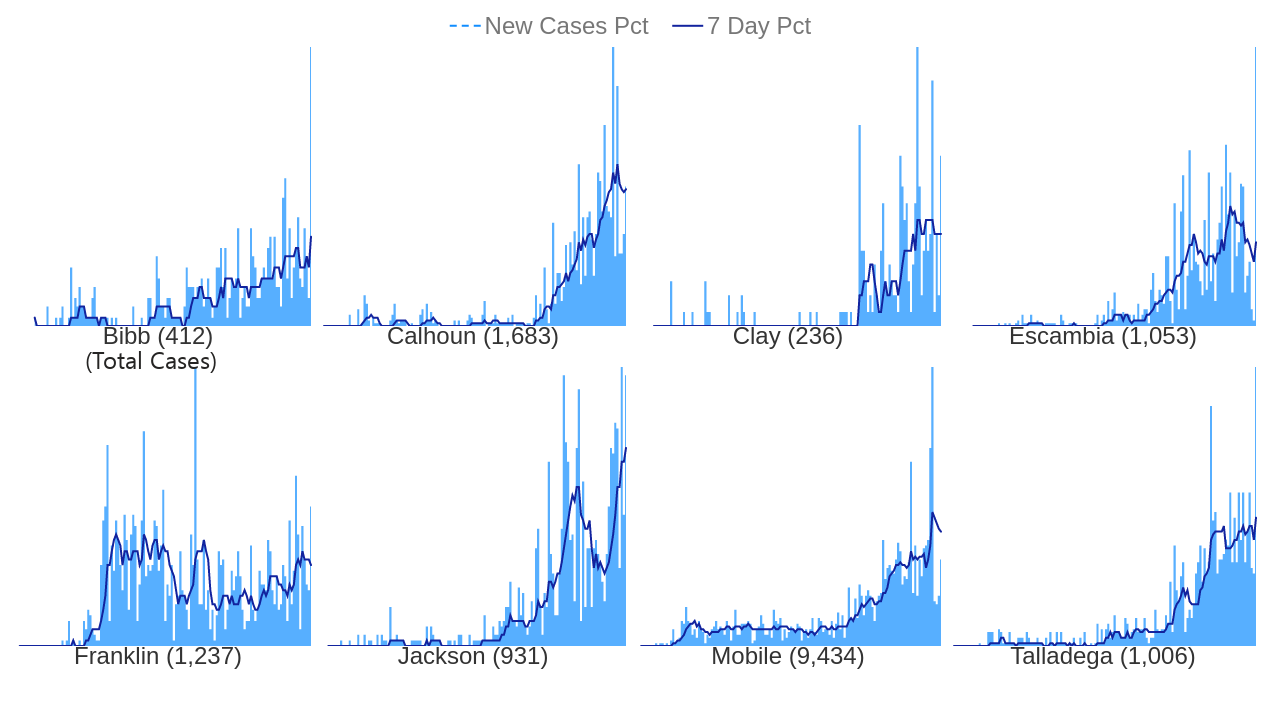 New Cases Pct 7 Day Pct
Bibb (412) Calhoun (1,683) Clay (236) Escambia (1,053)
(Total Cases)
Franklin (1,237) Jackson (931) Mobile (9,434) Talladega (1,006)